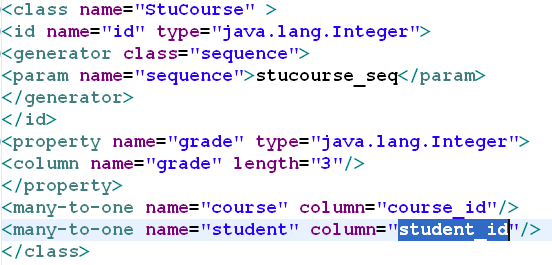 <class name="StuCourse" >
<id name="id" type="java.lang.Integer">
<generator class="sequence">
<param name="sequence">stucourse_seq</param>
</generator>
</id>
<property name="grade" type="java.lang.Integer">
<column name="grade" length="3"/>
</property>
<many-to-one name="course" column="course_id"/>
<many-to-one name="student" column="student_id"/>
</class>